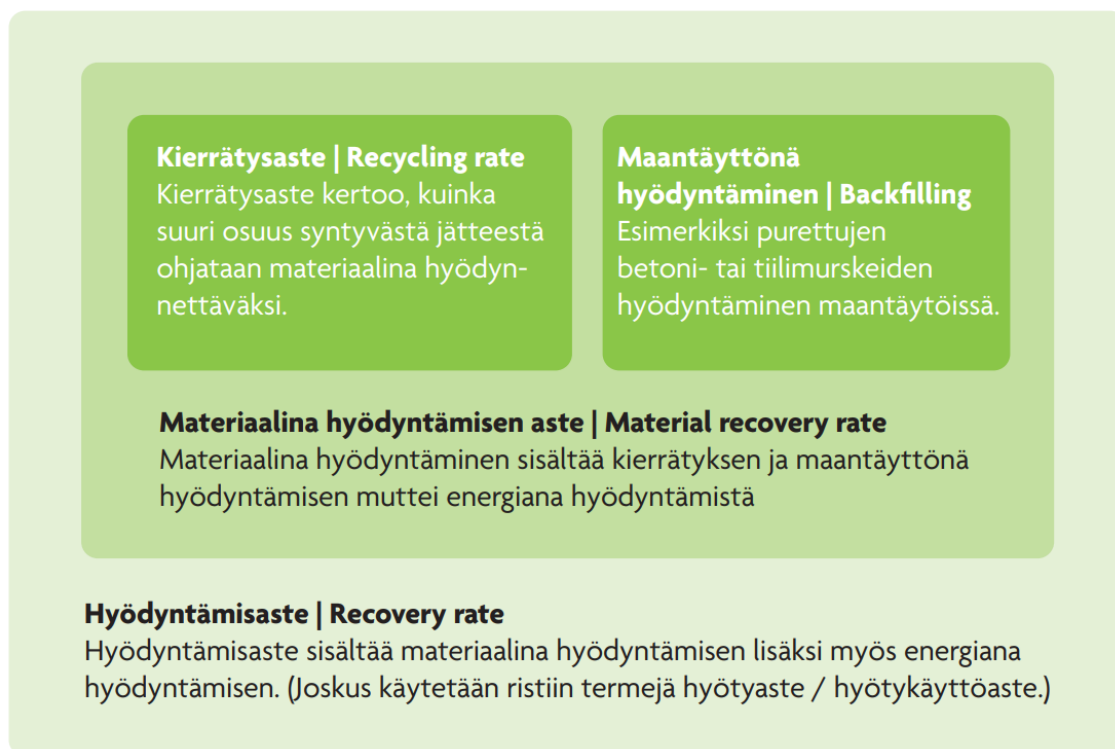 Kierrätysaste | Recycling rate
Kierrätysaste kertoo, kuinka
suuri osuus syntyvästä jätteestä
ohjataan materiaalina hyödyn-
nettäväksi.
Maantäyttönä
hyödyntäminen | Backfilling
Esimerkiksi purettujen
betoni- tai tiilimurskeiden
hyödyntäminen maantäytöissä.
Materiaalina hyödyntämisen aste | Material recovery rate
Materiaalina hyödyntäminen sisältää kierrätyksen ja maantäyttönä
hyödyntämisen muttei energiana hyödyntämistä
Hyödyntämisaste | Recovery rate
Hyödyntämisaste sisältää materiaalina hyödyntämisen lisäksi myös energiana
hyödyntämisen. (Joskus käytetään ristiin termejä hyötyaste / hyötykäyttöaste.)